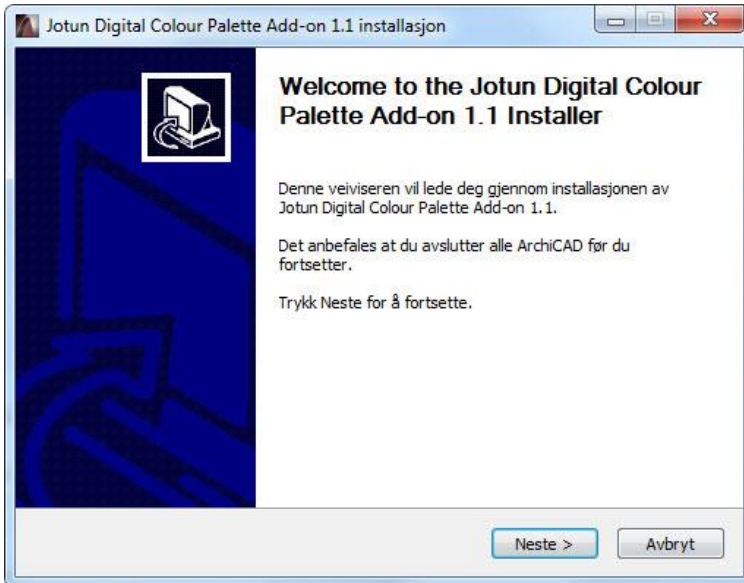 Jotun Digital Colour Palette Add-on 1.1 installasjon
Welcome to the Jotun Digital Colour
Palette Add-on 1.1 Installer
Denne veiviseren vil lede deg gjennom installasjonen av
Jotun Digital Colour Palette Add-on 1.1.
Det anbefales at du avslutter alle ArchiCAD før du
fortsetter.
Trykk Neste for å fortsette.
Neste >
Avbryt